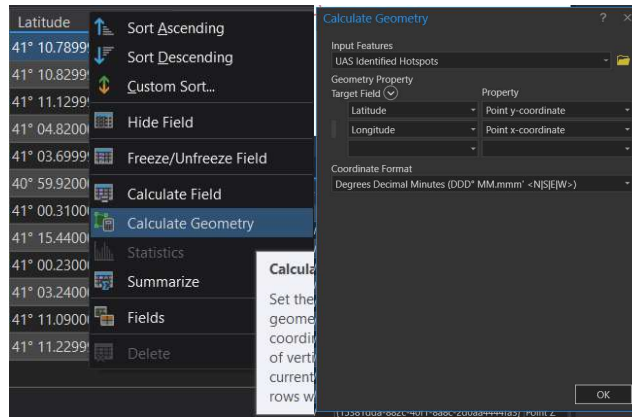 Latitude
41° 10.7899
41° 10.8299
41° 11.1299
41° 04.8200
41° 03.6999
40° 59.9200
41° 00.3100
41° 15.4400
41° 00.2300
41° 03.2400
41° 11.0900
41° 11.2299
Sort Ascending
Sort Descending
Custom Sort...
Hide Field
Freeze/Unfreeze Field
Calculate Field
Calculate Geometry
Statistics
Summarize
Fields
Delete
Calcula
Set the
geome
coordin
of verti
current
rows w
Calculate Geometry
?
Input Features
UAS Identified Hotspots
Geometry Property
Target Field
Property
Latitude
Point y-coordinate
Longitude
Point x-coordinate
Coordinate Format
Degrees Decimal Minutes (DDD° MM.mmm' <N|S|E|W>)
OK